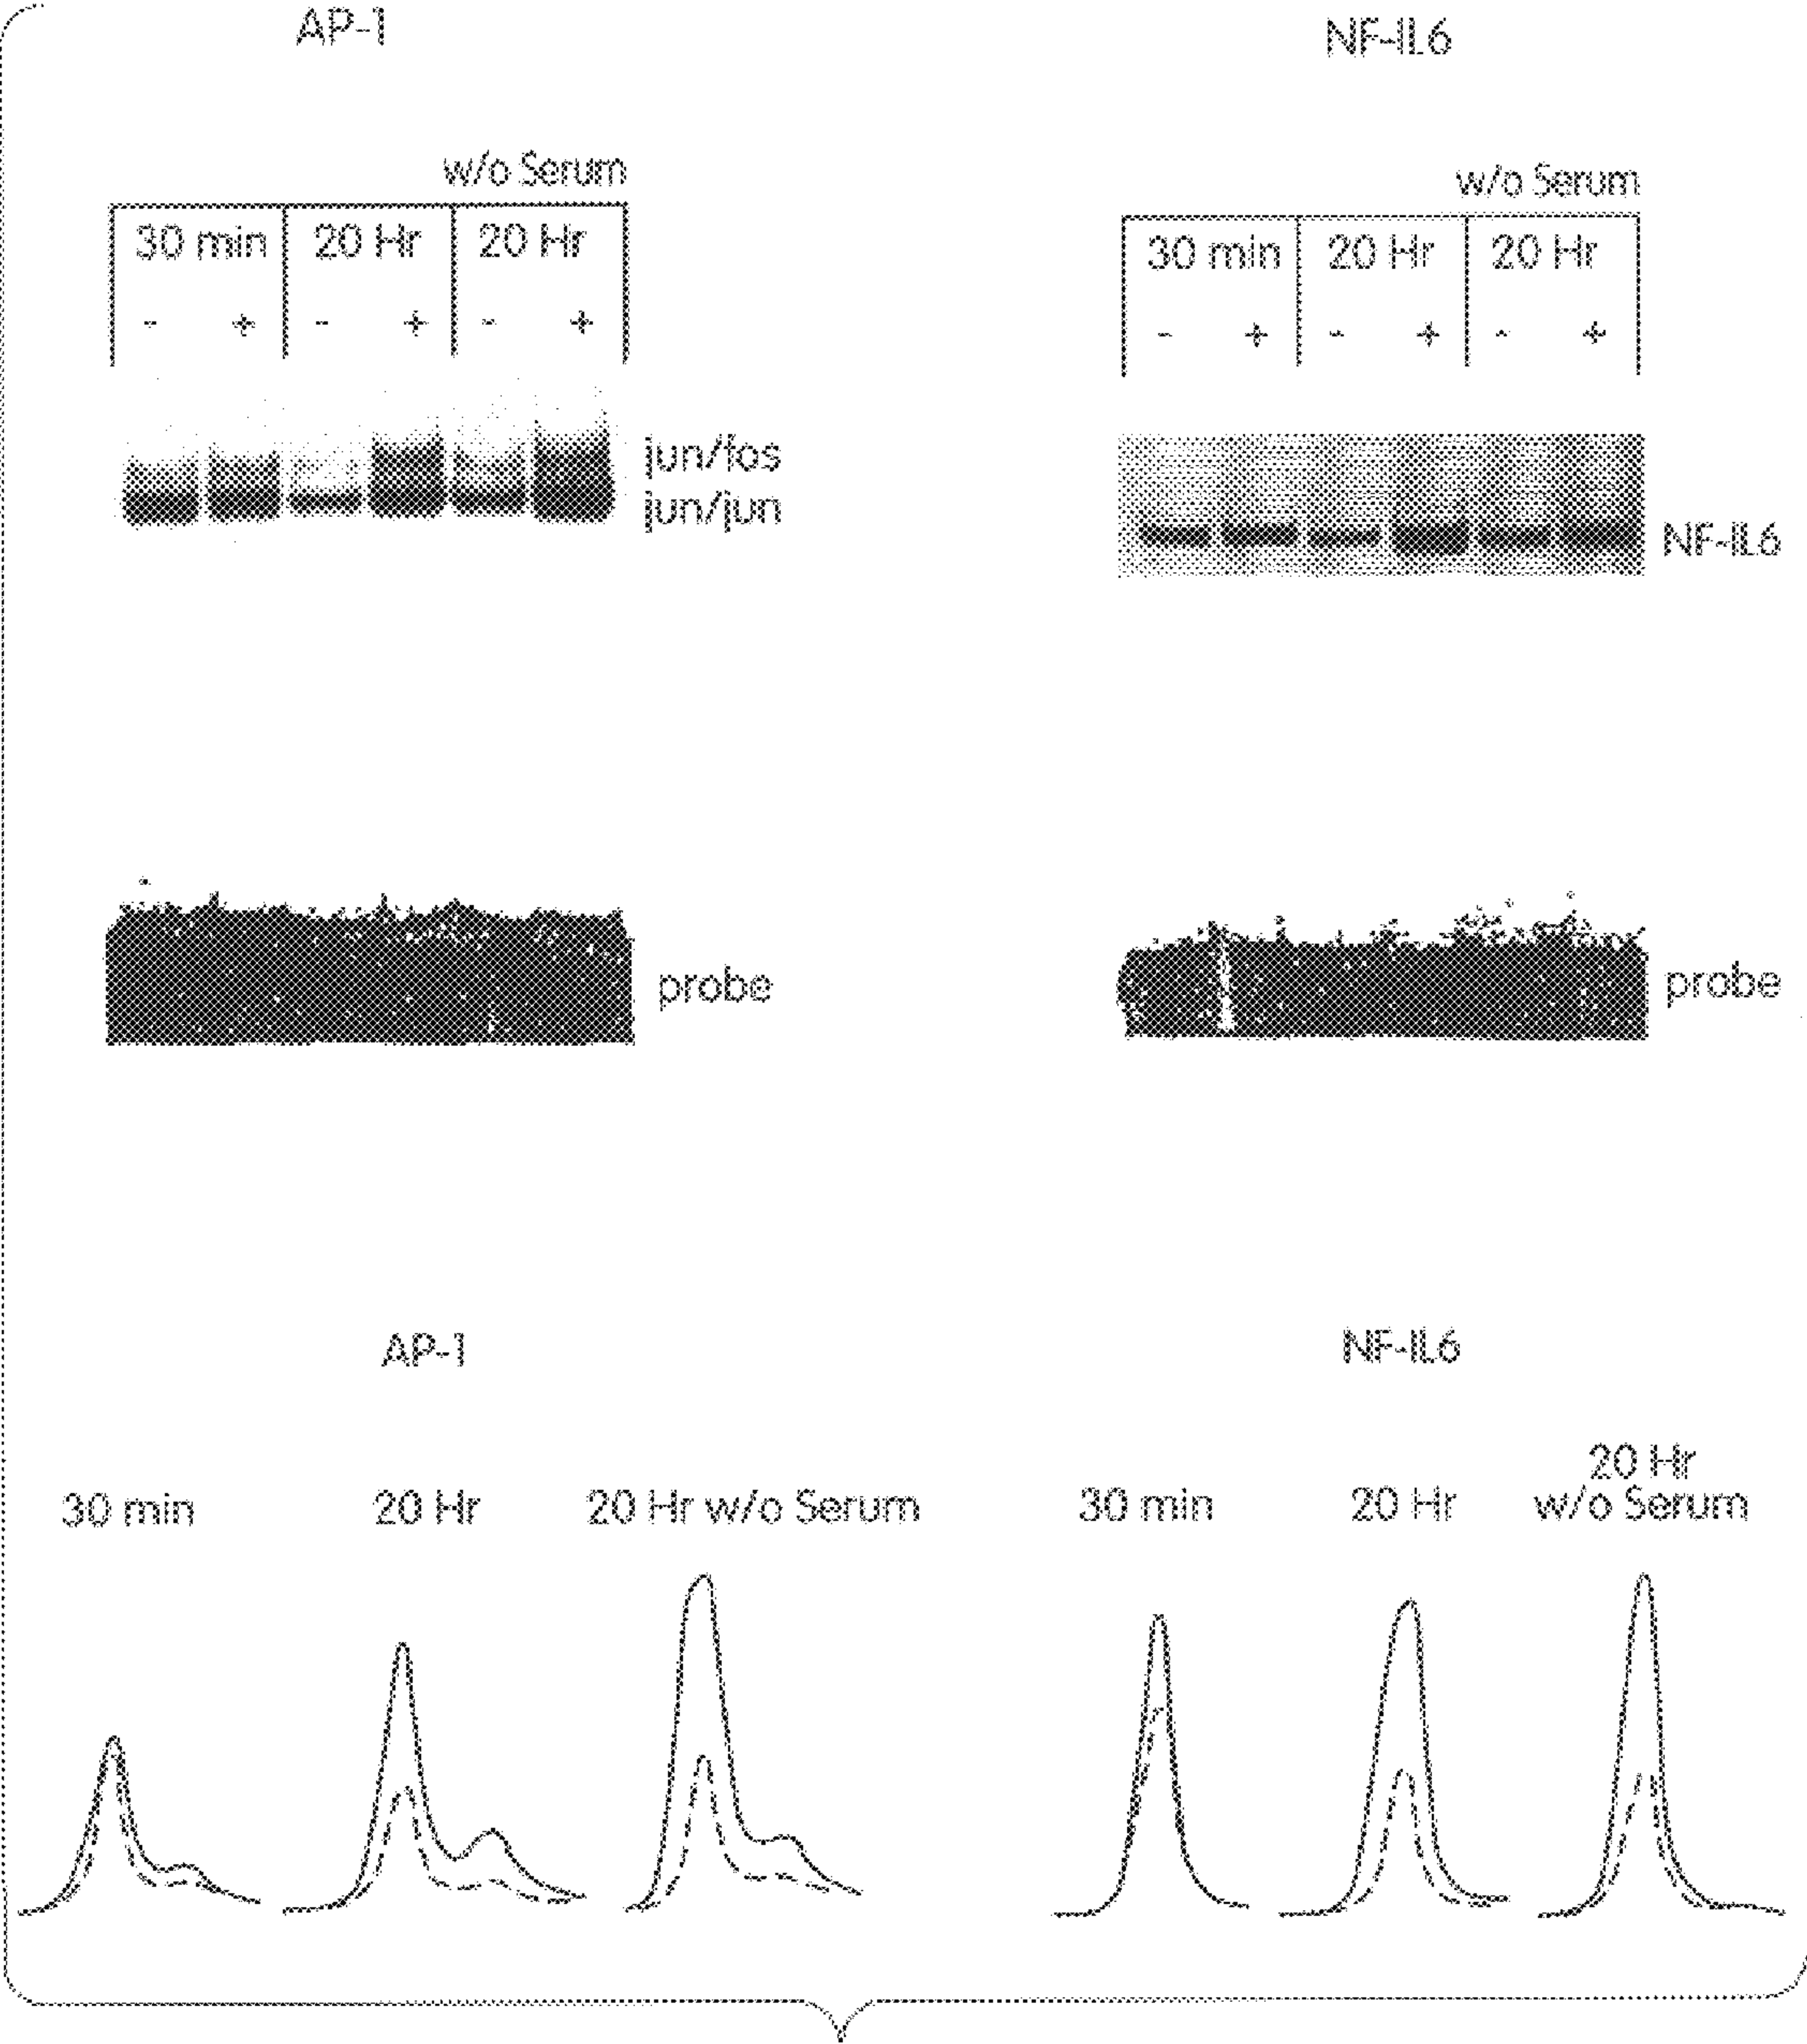 AP-1
w/o Serum
30 min 20 Hr 20 Hr
- + - + - +
jun/fos
jun/jun
probe
NF-IL6
w/o Serum
30 min 20 Hr 20 Hr
- + - + - +
NF-IL6
probe
AP-1
30 min 20 Hr 20 Hr w/o Serum
NF-IL6
30 min 20 Hr 20 Hr
w/o Serum